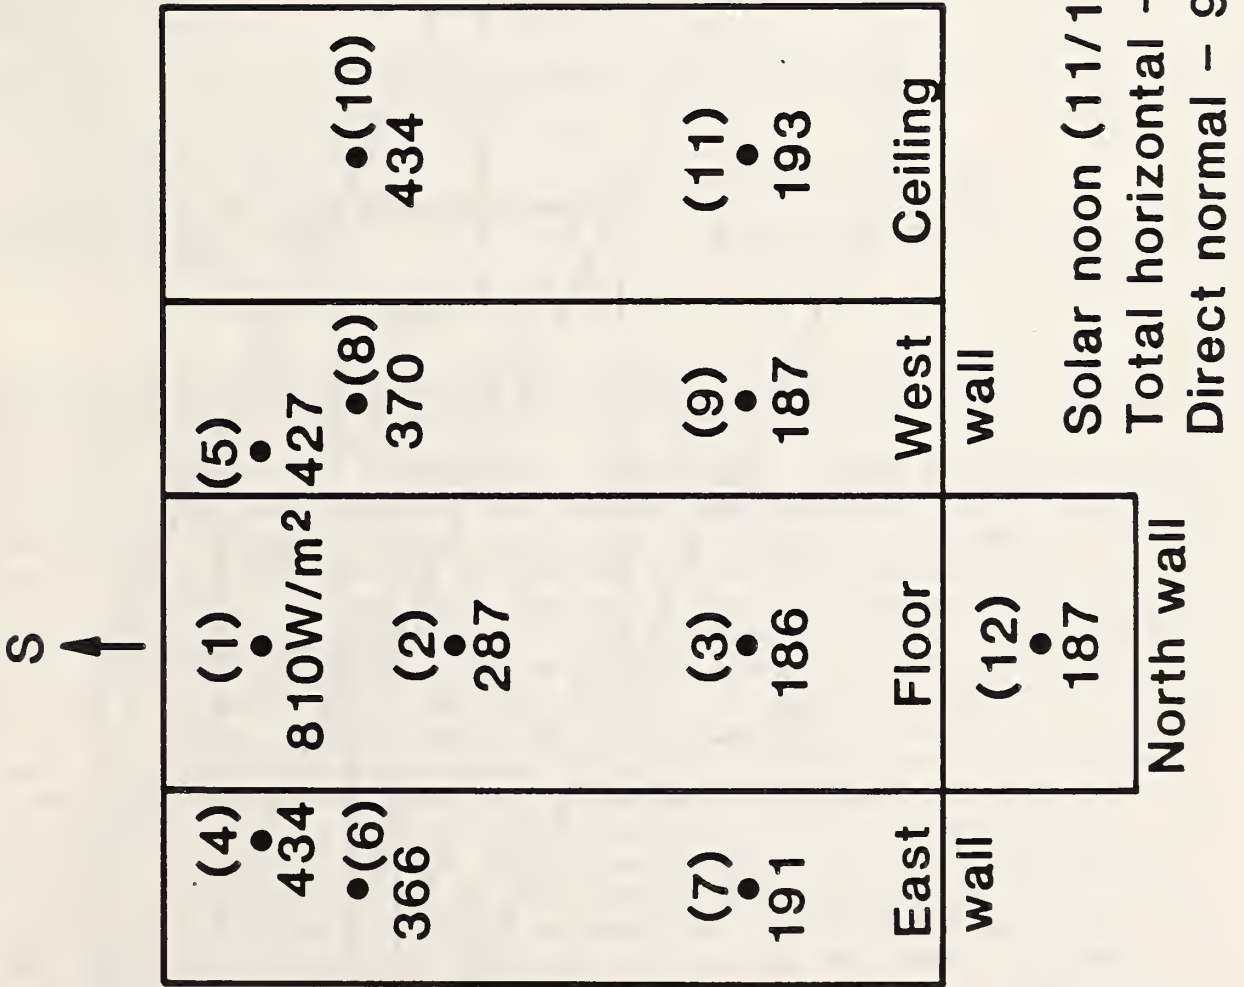 S
(1)
810W/m²
(2)
287
(3)
186
Floor
(4)
434
(6)
366
(7)
191
East
wall
(5)
427
(8)
370
(9)
187
West
wall
(10)
434
(11)
193
Ceiling
(12)
187
North wall
Solar noon (11/1
Total horizontal –
Direct normal –